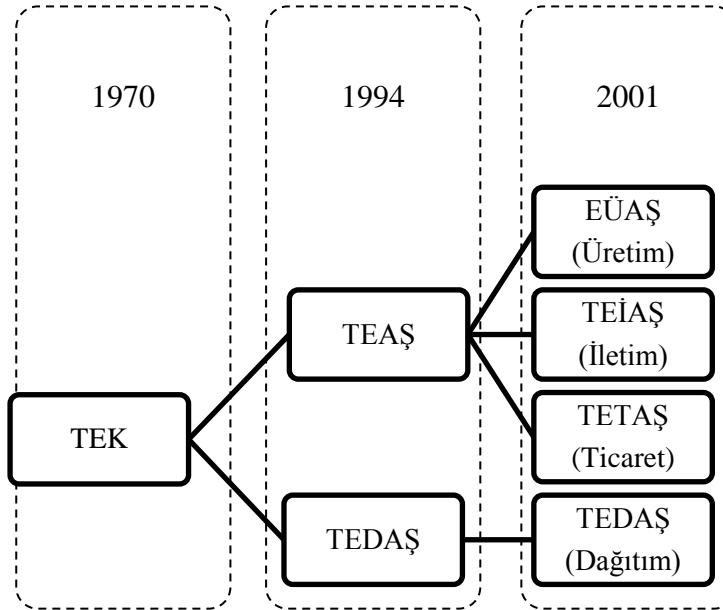 1970
1994
2001
EÜAŞ
(Üretim)
TEAŞ
TEİAŞ
(İletim)
TEK
TETAŞ
(Ticaret)
TEDAŞ
TEDAŞ
(Dağıtım)